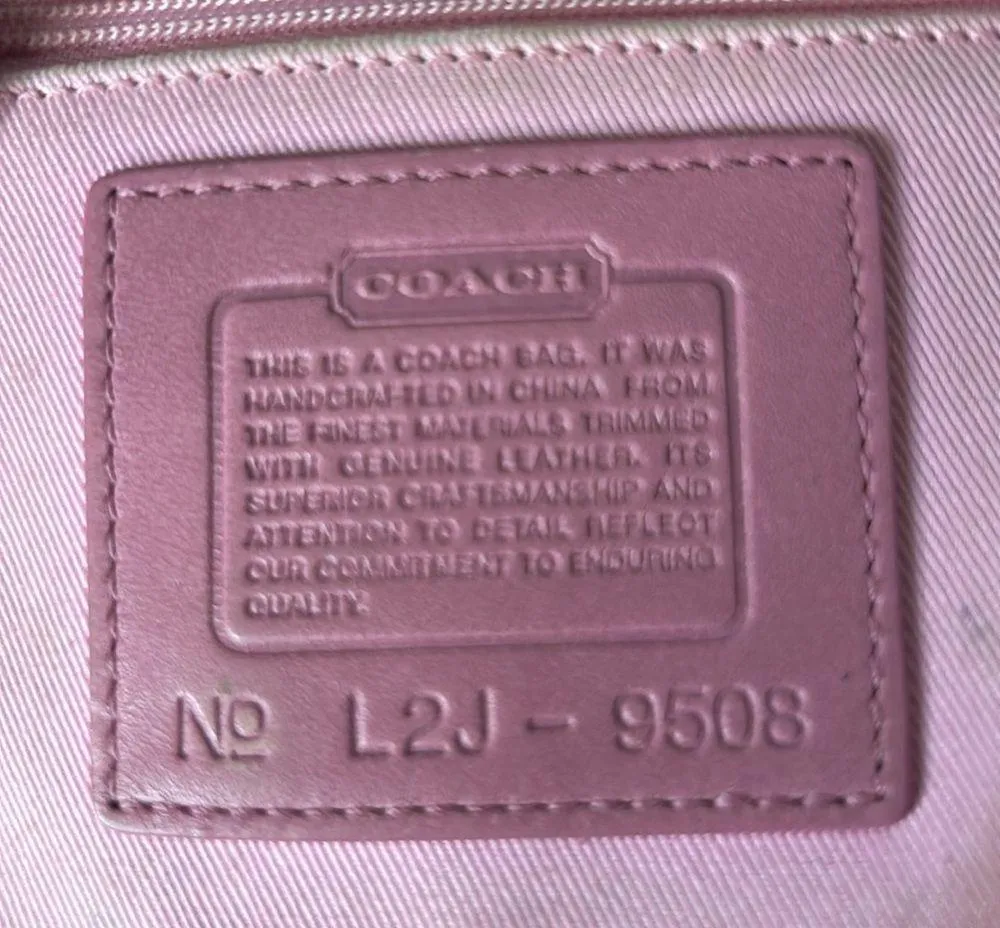 COACH
THIS IS A COACH BAG. IT WAS
HANDCRAFTED IN CHINA FROM
THE FINEST MATERIALS TRIMMED
WITH GENUINE LEATHER. ITS
SUPERIOR CRAFTSMANSHIP AND
ATTENTION TO DETAIL REFLECT
OUR COMMITMENT TO ENDURING
QUALITY.
No L2J - 9508